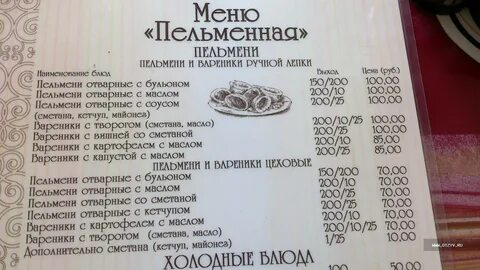 Меню
«Пельменная»
ПЕЛЬМЕНИ
ПЕЛЬМЕНИ И ВАРЕНИКИ РУЧНОЙ ЛЕПКИ
Наименование блюд Выход Цена (руб.)
Пельмени отварные с бульоном 150/200 100,00
Пельмени отварные с маслом 200/10 100,00
Пельмени отварные с соусом 200/25 100,00
(сметана, кетчуп, майонез)
Вареники с творогом (сметана, масло) 200/10/25 100,00
Вареники с вишней со сметаной 200/25 100,00
Вареники с картофелем с маслом 200/10 85,00
Вареники с капустой с маслом 200/25 85,00
ПЕЛЬМЕНИ И ВАРЕНИКИ ЦЕХОВЫЕ
Пельмени отварные с бульоном 150/200 70,00
Пельмени отварные с маслом 200/10 70,00
Пельмени отварные со сметаной 200/25 70,00
Пельмени отварные с кетчупом 200/25 70,00
Вареники с картофелем с маслом 200/10 70,00
Вареники с творогом (сметана, масло) 200/10/25 70,00
Дополнительно сметана (кетчуп, майонез) 1/25 10,00
ХОЛОДНЫЕ БЛЮДА
100 50,00
WWW.OTZYV.RU